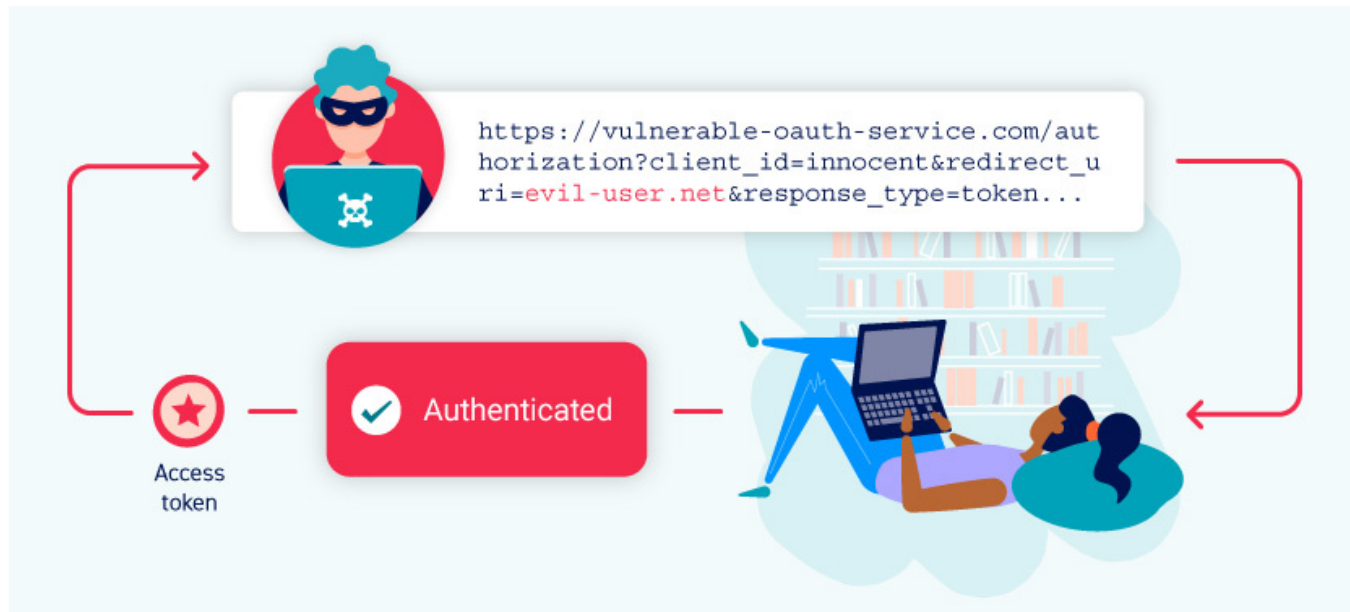 https://vulnerable-oauth-service.com/aut
horization?client_id=innocent&redirect_u
ri=evil-user.net&response_type=token...
Authenticated
Access
token